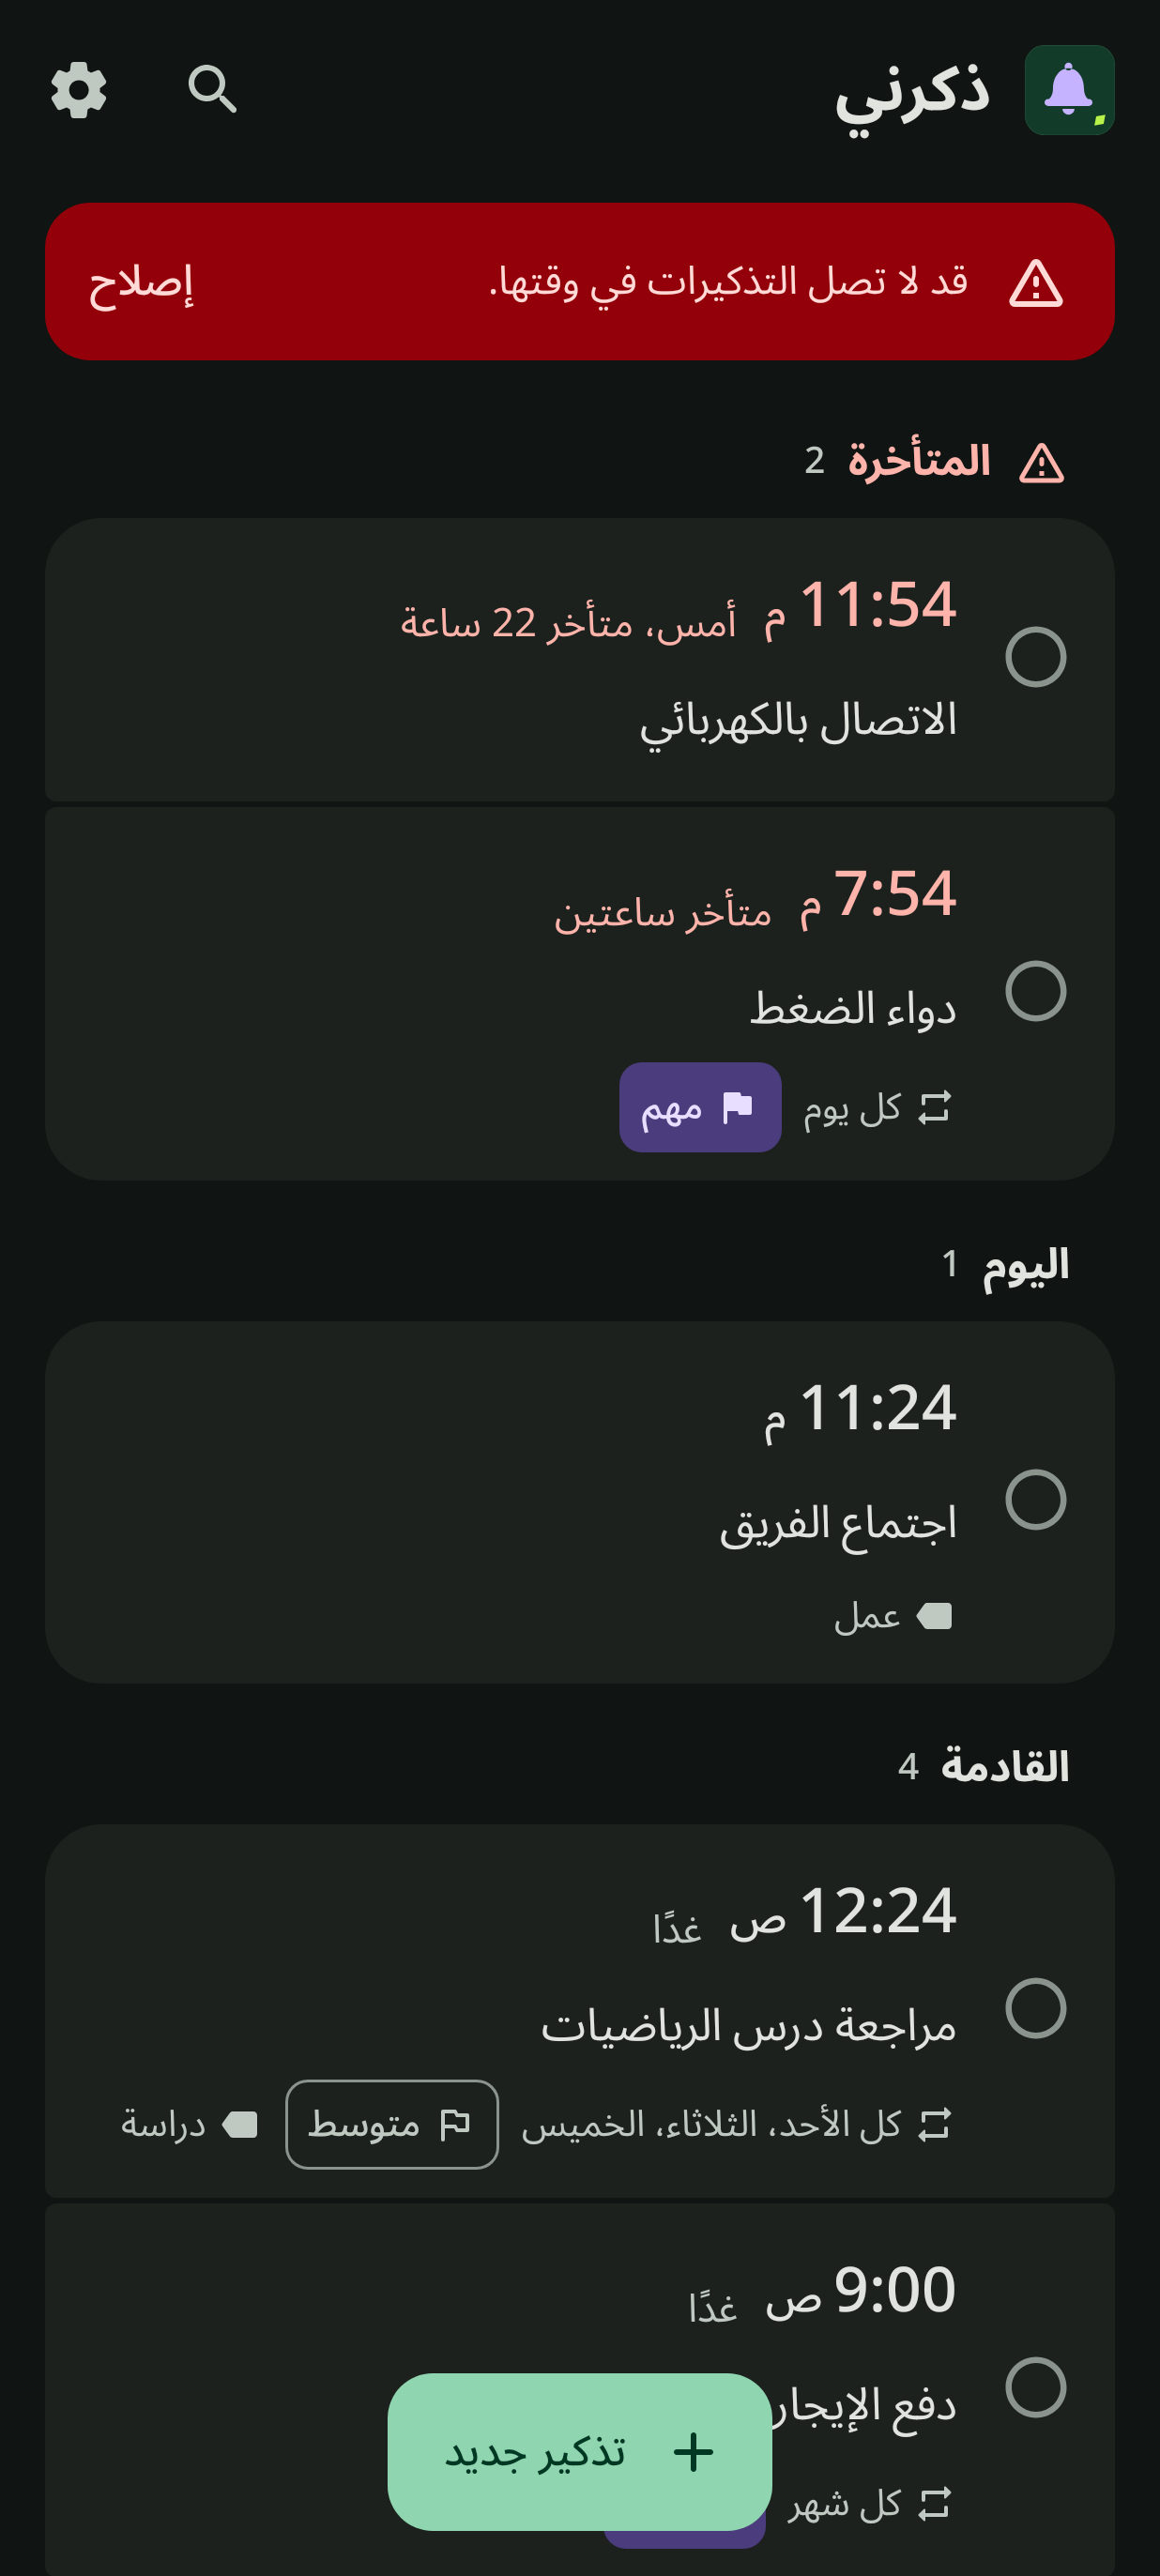 ذكرني
قد لا تصل التذكيرات في وقتها. إصلاح
المتأخرة 2
11:54 م أمس، متأخر 22 ساعة
الاتصال بالكهربائي
7:54 م متأخر ساعتين
دواء الضغط
كل يوم مهم
اليوم 1
11:24 م
اجتماع الفريق
عمل
القادمة 4
12:24 ص غدًا
مراجعة درس الرياضيات
كل الأحد، الثلاثاء، الخميس متوسط دراسة
9:00 ص غدًا
دفع الإيجار
كل شهر
تذكير جديد